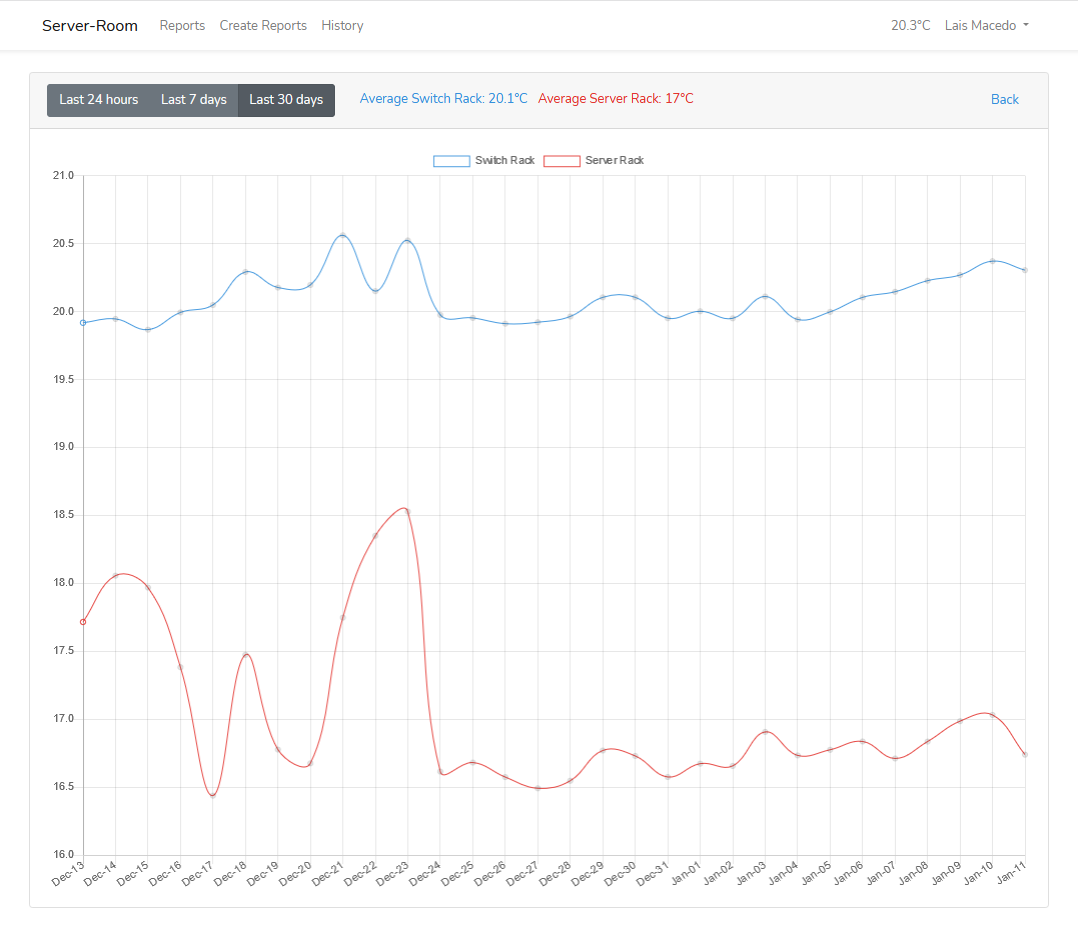 Server-Room Reports Create Reports History 20.3°C Lais Macedo
Last 24 hours Last 7 days Last 30 days Average Switch Rack: 20.1°C Average Server Rack: 17°C Back
Switch Rack Server Rack
21.0
20.5
20.0
19.5
19.0
18.5
18.0
17.5
17.0
16.5
16.0
Dec-13 Dec-14 Dec-15 Dec-16 Dec-17 Dec-18 Dec-19 Dec-20 Dec-21 Dec-22 Dec-23 Dec-24 Dec-25 Dec-26 Dec-27 Dec-28 Dec-29 Dec-30 Dec-31 Jan-01 Jan-02 Jan-03 Jan-04 Jan-05 Jan-06 Jan-07 Jan-08 Jan-09 Jan-10 Jan-11